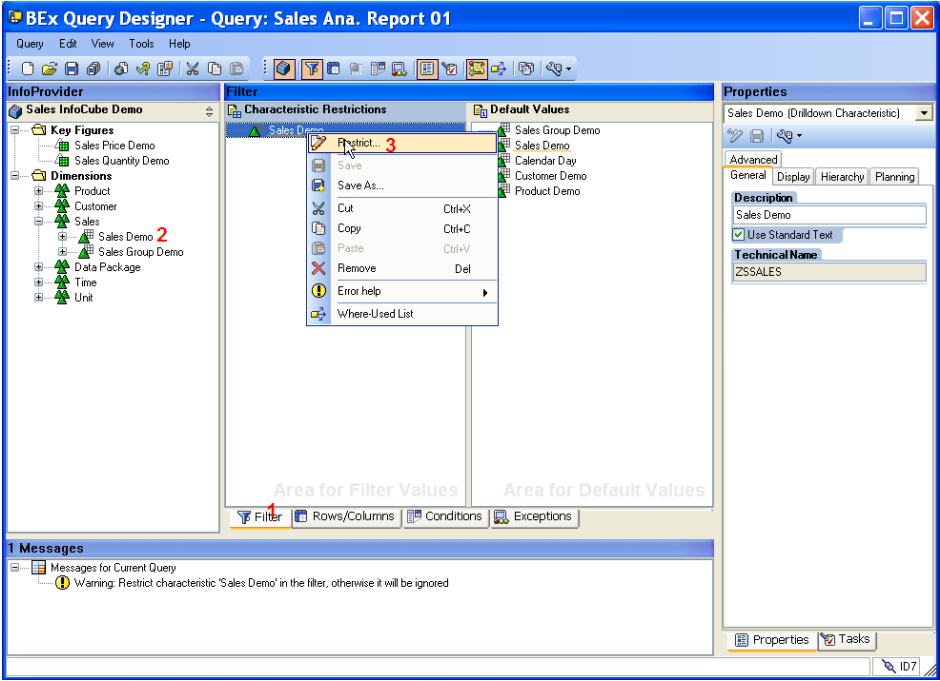 BEx Query Designer - Query: Sales Ana. Report 01
Query Edit View Tools Help
InfoProvider
Sales InfoCube Demo
Key Figures
Sales Price Demo
Sales Quantity Demo
Dimensions
Product
Customer
Sales
Sales Demo 2
Sales Group Demo
Data Package
Time
Unit
Filter
Characteristic Restrictions
Sales Demo
Restrict... 3
Save
Save As...
Cut Ctrl+X
Copy Ctrl+C
Paste Ctrl+V
Remove Del
Error help
Where-Used List
Area for Filter Values
Default Values
Sales Group Demo
Sales Demo
Calendar Day
Customer Demo
Product Demo
Area for Default Values
1
Filter Rows/Columns Conditions Exceptions
Properties
Sales Demo (Drilldown Characteristic)
Advanced
General Display Hierarchy Planning
Description
Sales Demo
Use Standard Text
Technical Name
ZSSALES
1 Messages
Messages for Current Query
Warning: Restrict characteristic 'Sales Demo' in the filter, otherwise it will be ignored
Properties Tasks
ID7